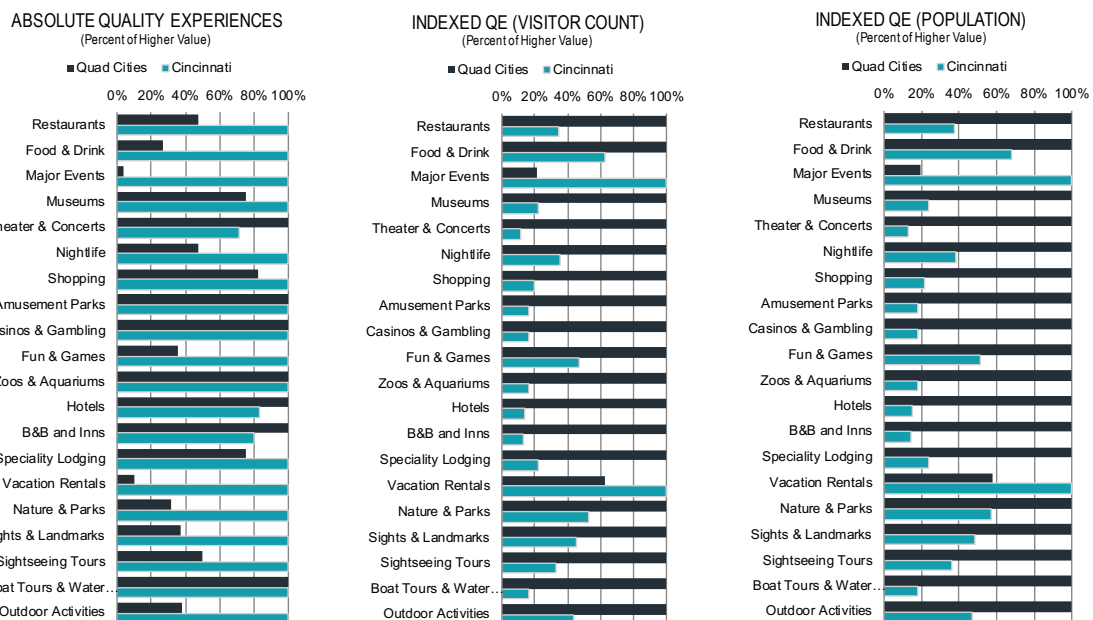 ABSOLUTE QUALITY EXPERIENCES
(Percent of Higher Value)
Quad Cities Cincinnati
0% 20% 40% 60% 80% 100%
Restaurants
Food & Drink
Major Events
Museums
heater & Concerts
Nightlife
Shopping
Amusement Parks
sinos & Gambling
Fun & Games
Zoos & Aquariums
Hotels
B&B and Inns
Speciality Lodging
Vacation Rentals
Nature & Parks
ghts & Landmarks
Sightseeing Tours
oat Tours & Water...
Outdoor Activities
INDEXED QE (VISITOR COUNT)
(Percent of Higher Value)
Quad Cities Cincinnati
0% 20% 40% 60% 80% 100%
Restaurants
Food & Drink
Major Events
Museums
Theater & Concerts
Nightlife
Shopping
Amusement Parks
Casinos & Gambling
Fun & Games
Zoos & Aquariums
Hotels
B&B and Inns
Speciality Lodging
Vacation Rentals
Nature & Parks
Sights & Landmarks
Sightseeing Tours
Boat Tours & Water...
Outdoor Activities
INDEXED QE (POPULATION)
(Percent of Higher Value)
Quad Cities Cincinnati
0% 20% 40% 60% 80% 100%
Restaurants
Food & Drink
Major Events
Museums
Theater & Concerts
Nightlife
Shopping
Amusement Parks
Casinos & Gambling
Fun & Games
Zoos & Aquariums
Hotels
B&B and Inns
Speciality Lodging
Vacation Rentals
Nature & Parks
Sights & Landmarks
Sightseeing Tours
Boat Tours & Water...
Outdoor Activities